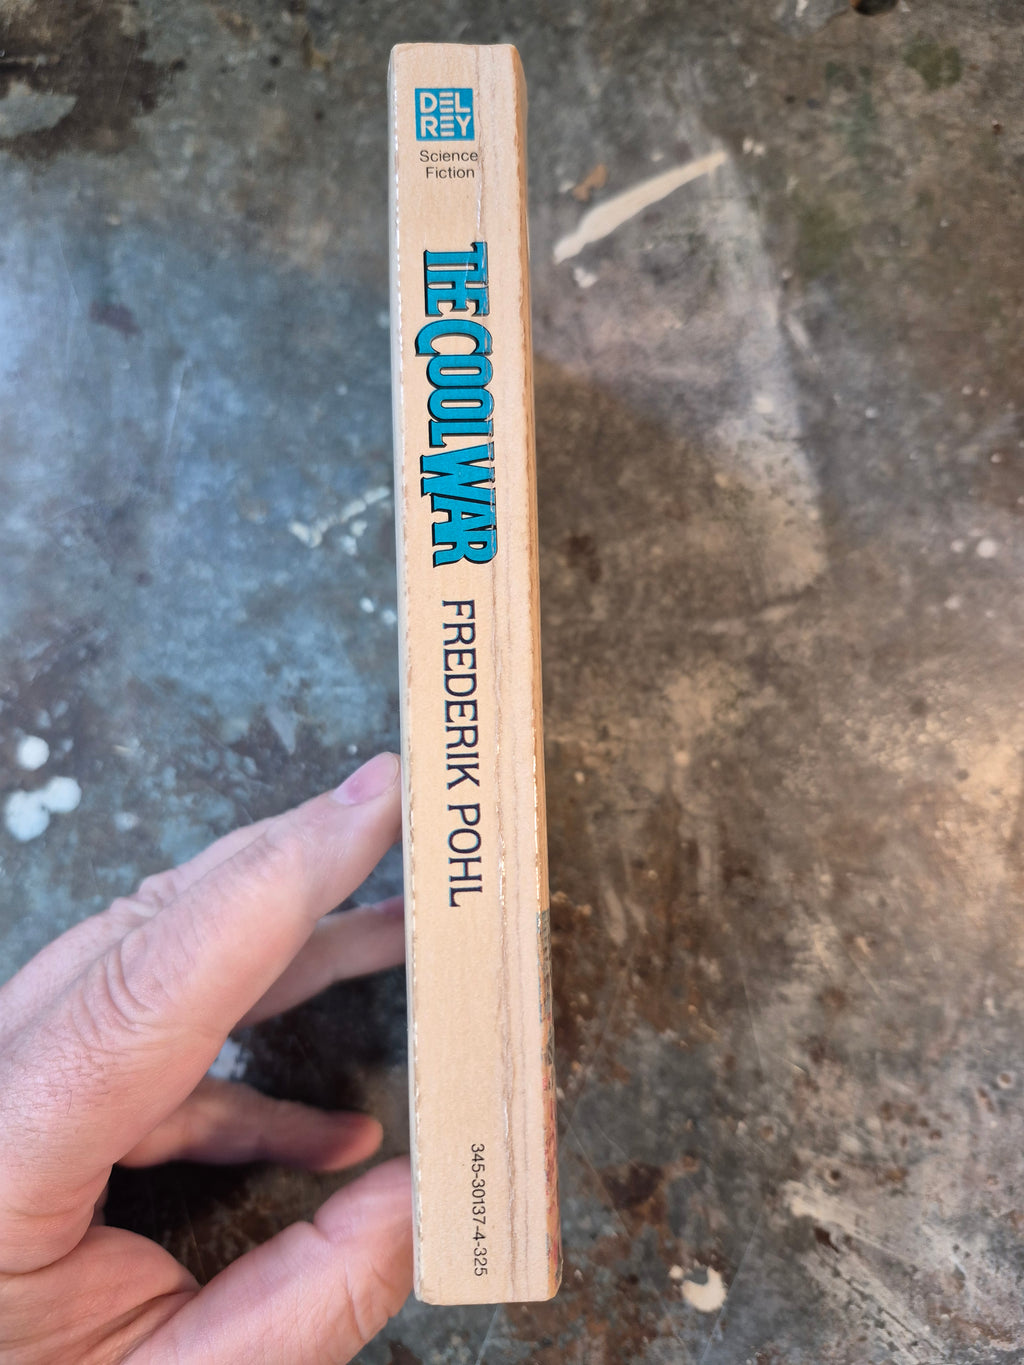 DEL
REY
Science
Fiction
THE COOL WAR
FREDERIK POHL
345-30137-4-325